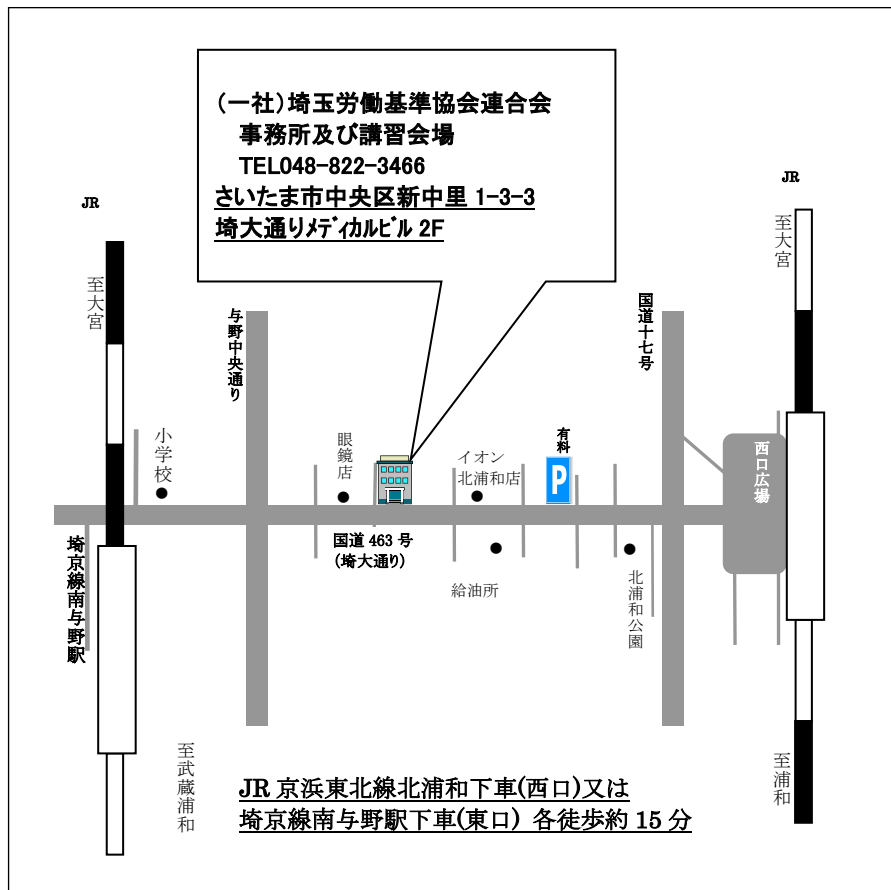 (一社)埼玉労働基準協会連合会
事務所及び講習会場
TEL048-822-3466
さいたま市中央区新中里 1-3-3
埼大通りメディカルビル 2F
JR
JR
至大宮
至大宮
与野中央通り
国道十七号
小学校
眼鏡店
イオン
北浦和店
有料
P
西口広場
国道 463 号
(埼大通り)
埼京線南与野駅
給油所
北浦和公園
至武蔵浦和
至浦和
JR 京浜東北線北浦和下車(西口)又は
埼京線南与野駅下車(東口) 各徒歩約 15 分